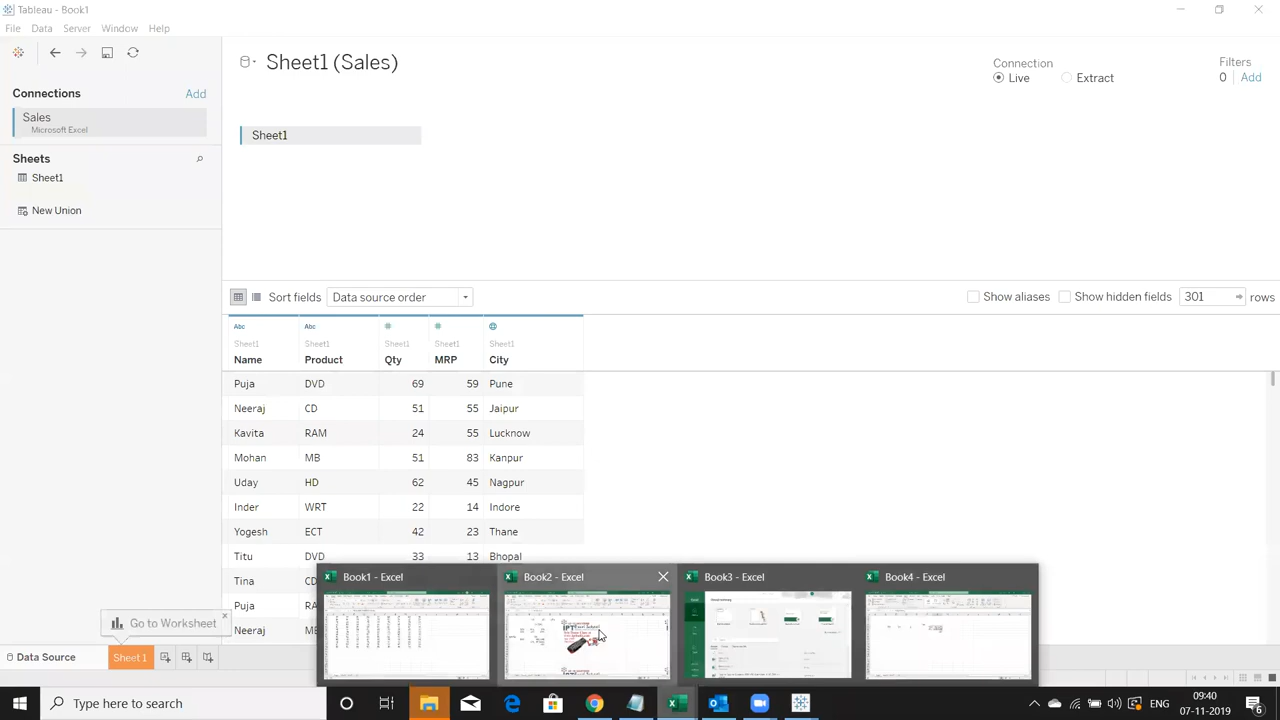 Tableau - Book1
File Data Server Window Help
Connections Add
Sales
Microsoft Excel
Sheets
Sheet1
New Union
Sheet1 (Sales)
Connection
Live Extract
Filters
0 Add
Sheet1
Sort fields Data source order
Show aliases Show hidden fields 301 rows
Abc Abc
Sheet1 Sheet1 Sheet1 Sheet1 Sheet1
Name Product Qty MRP City
Puja DVD 69 59 Pune
Neeraj CD 51 55 Jaipur
Kavita RAM 24 55 Lucknow
Mohan MB 51 83 Kanpur
Uday HD 62 45 Nagpur
Inder WRT 22 14 Indore
Yogesh ECT 42 23 Thane
Titu DVD 33 13 Bhopal
Tina
Puja
Neeraj
Go to Worksheet
Book1 - Excel Book2 - Excel Book3 - Excel Book4 - Excel
Data Source Sheet1
Type here to search
ENG
09:40
07-11-2019
6